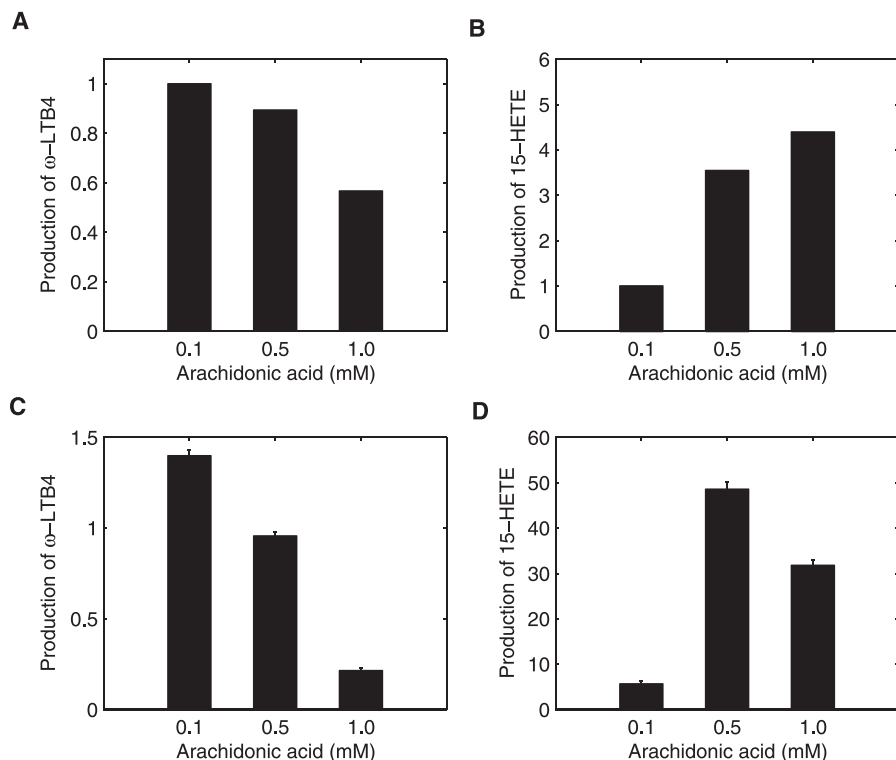 A
Production of ω−LTB4
1
0.8
0.6
0.4
0.2
0
0.1 0.5 1.0
Arachidonic acid (mM)
B
Production of 15−HETE
6
5
4
3
2
1
0
0.1 0.5 1.0
Arachidonic acid (mM)
C
Production of ω−LTB4
1.5
1
0.5
0
0.1 0.5 1.0
Arachidonic acid (mM)
D
Production of 15−HETE
60
50
40
30
20
10
0
0.1 0.5 1.0
Arachidonic acid (mM)